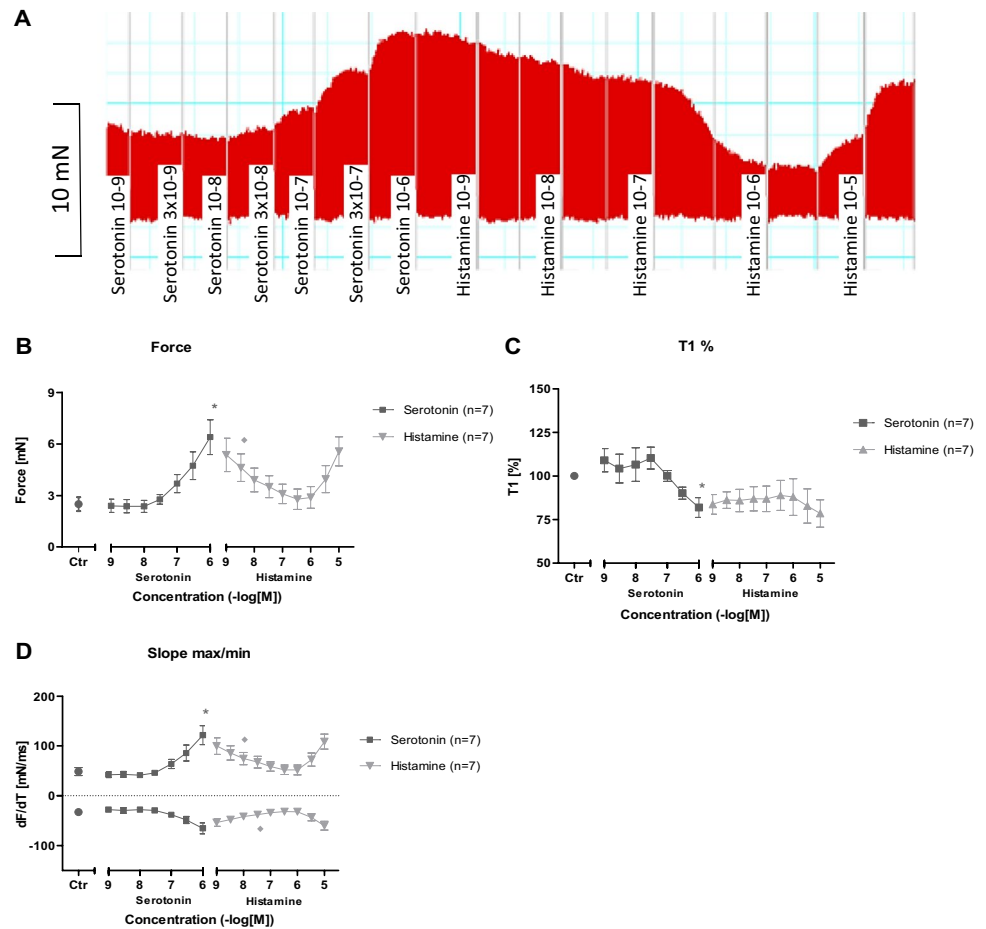 A
10 mN
Serotonin 10-9
Serotonin 3x10-9
Serotonin 10-8
Serotonin 3x10-8
Serotonin 10-7
Serotonin 3x10-7
Serotonin 10-6
Histamine 10-9
Histamine 10-8
Histamine 10-7
Histamine 10-6
Histamine 10-5
B
Force
9
6
3
0
Force [mN]
*
Serotonin (n=7)
Histamine (n=7)
Ctr 9 8 7 6 9 8 7 6 5
Serotonin Histamine
Concentration (-log[M])
C
T1 %
150
125
100
75
50
T1 [%]
*
Serotonin (n=7)
Histamine (n=7)
Ctr 9 8 7 6 9 8 7 6 5
Serotonin Histamine
Concentration (-log[M])
D
Slope max/min
200
100
0
-100
dF/dT [mN/ms]
*
Serotonin (n=7)
Histamine (n=7)
Ctr 9 8 7 6 9 8 7 6 5
Serotonin Histamine
Concentration (-log[M])